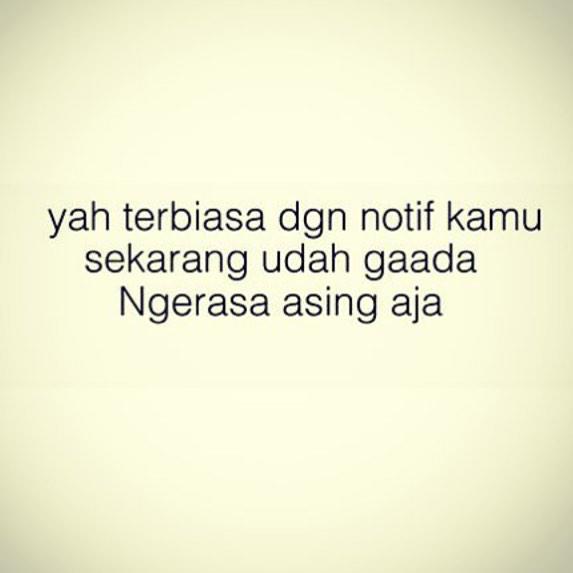 yah terbiasa dgn notif kamu
sekarang udah gaada
Ngerasa asing aja